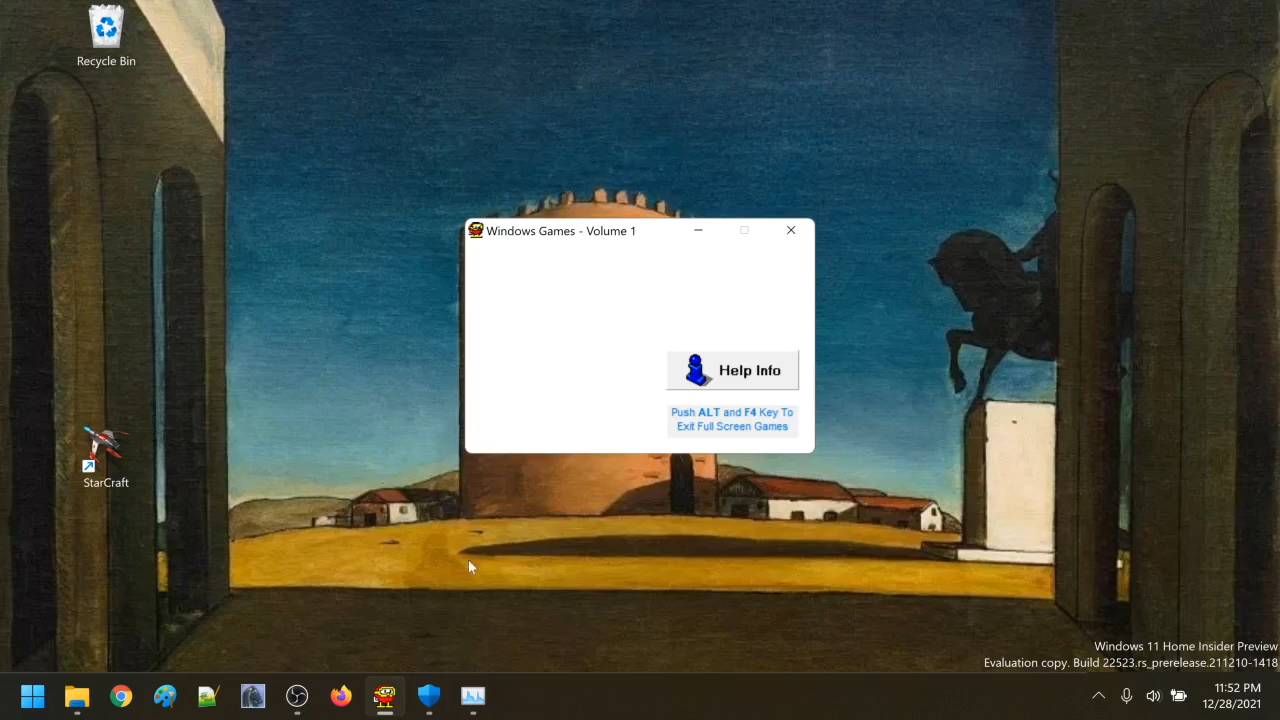 Recycle Bin
Windows Games - Volume 1
Help Info
Push ALT and F4 Key To
Exit Full Screen Games
StarCraft
Windows 11 Home Insider Preview
Evaluation copy. Build 22523.rs_prerelease.211210-1418
11:52 PM
12/28/2021